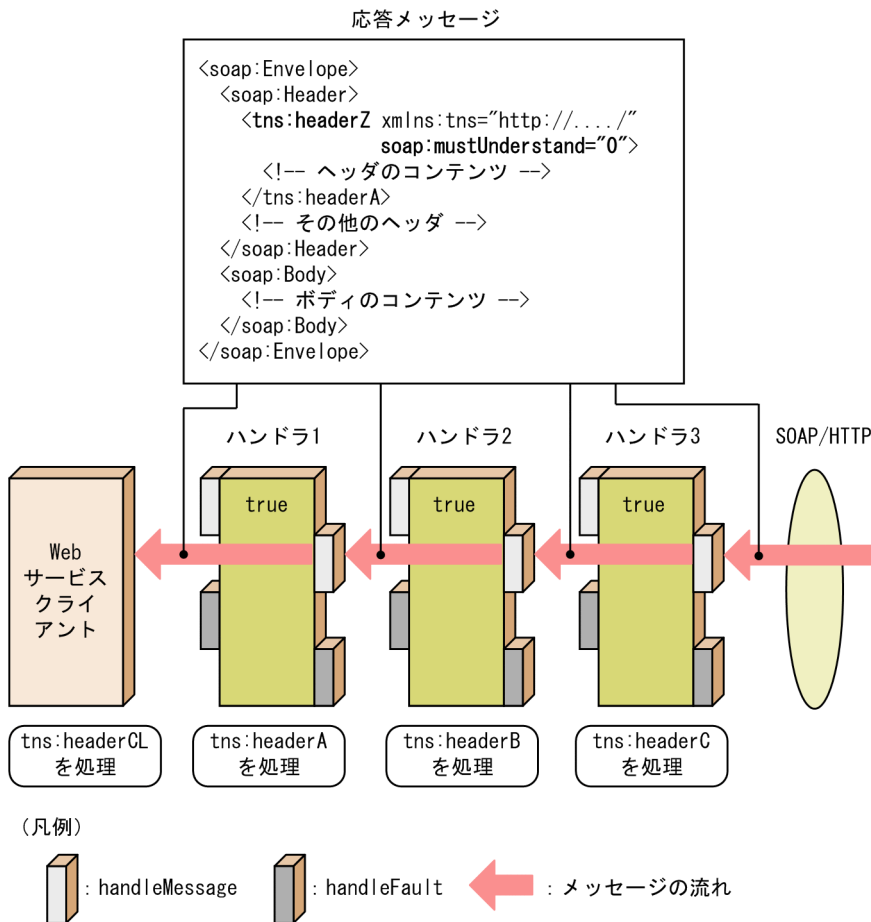 応答メッセージ
<soap:Envelope>
<soap:Header>
<tns:headerZ xmlns:tns="http://..../"
soap:mustUnderstand="0">
<!-- ヘッダのコンテンツ -->
</tns:headerA>
<!-- その他のヘッダ -->
</soap:Header>
<soap:Body>
<!-- ボディのコンテンツ -->
</soap:Body>
</soap:Envelope>
ハンドラ1
ハンドラ2
ハンドラ3
SOAP/HTTP
true
true
true
Web
サービス
クライ
アント
tns:headerCL
を処理
tns:headerA
を処理
tns:headerB
を処理
tns:headerC
を処理
(凡例)
: handleMessage
: handleFault
: メッセージの流れ